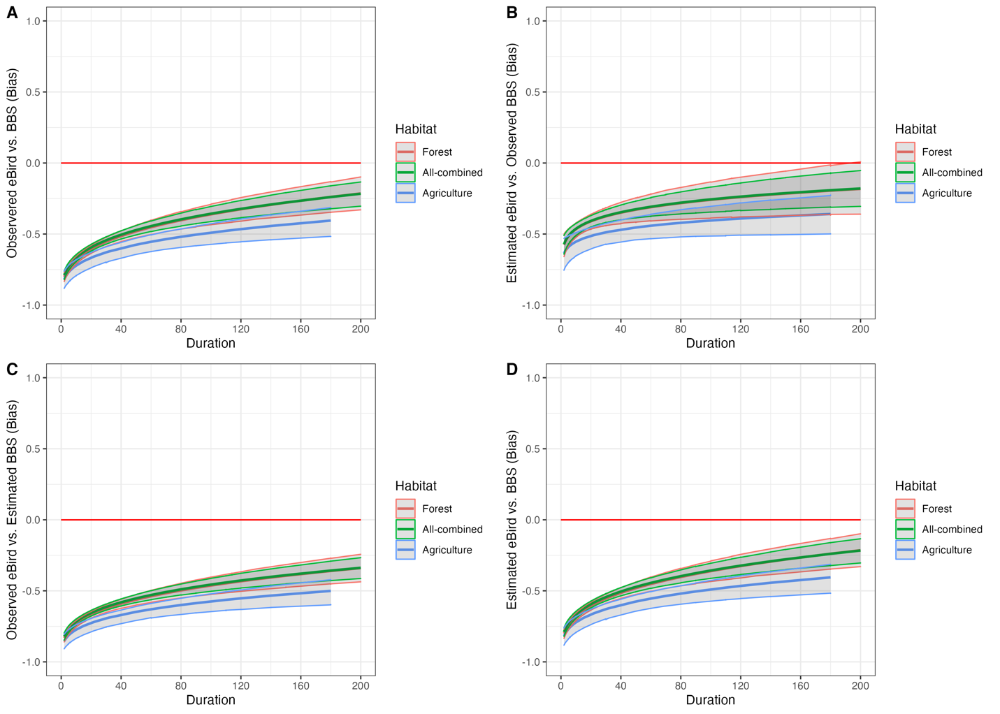 A
Observered eBird vs. BBS (Bias)
1.0
0.5
0.0
-0.5
-1.0
0 40 80 120 160 200
Duration
Habitat
Forest
All-combined
Agriculture
B
Estimated eBird vs. Observed BBS (Bias)
1.0
0.5
0.0
-0.5
-1.0
0 40 80 120 160 200
Duration
Habitat
Forest
All-combined
Agriculture
C
Observed eBird vs. Estimated BBS (Bias)
1.0
0.5
0.0
-0.5
-1.0
0 40 80 120 160 200
Duration
Habitat
Forest
All-combined
Agriculture
D
Estimated eBird vs. BBS (Bias)
1.0
0.5
0.0
-0.5
-1.0
0 40 80 120 160 200
Duration
Habitat
Forest
All-combined
Agriculture